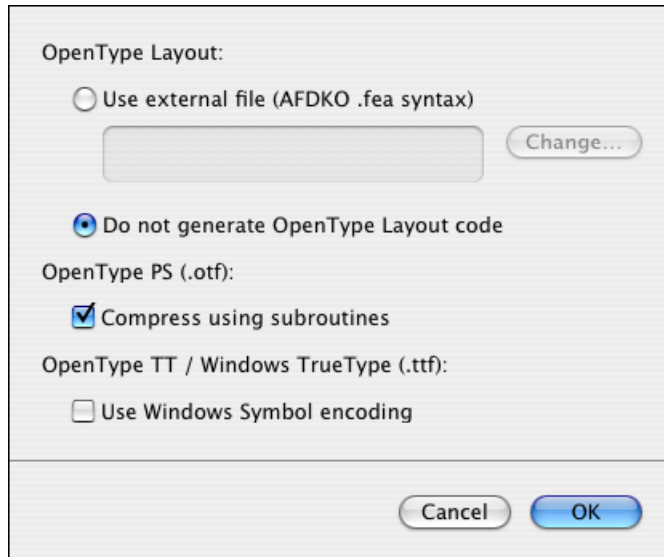 OpenType Layout:
Use external file (AFDKO .fea syntax)
Change...
Do not generate OpenType Layout code
OpenType PS (.otf):
Compress using subroutines
OpenType TT / Windows TrueType (.ttf):
Use Windows Symbol encoding
Cancel OK